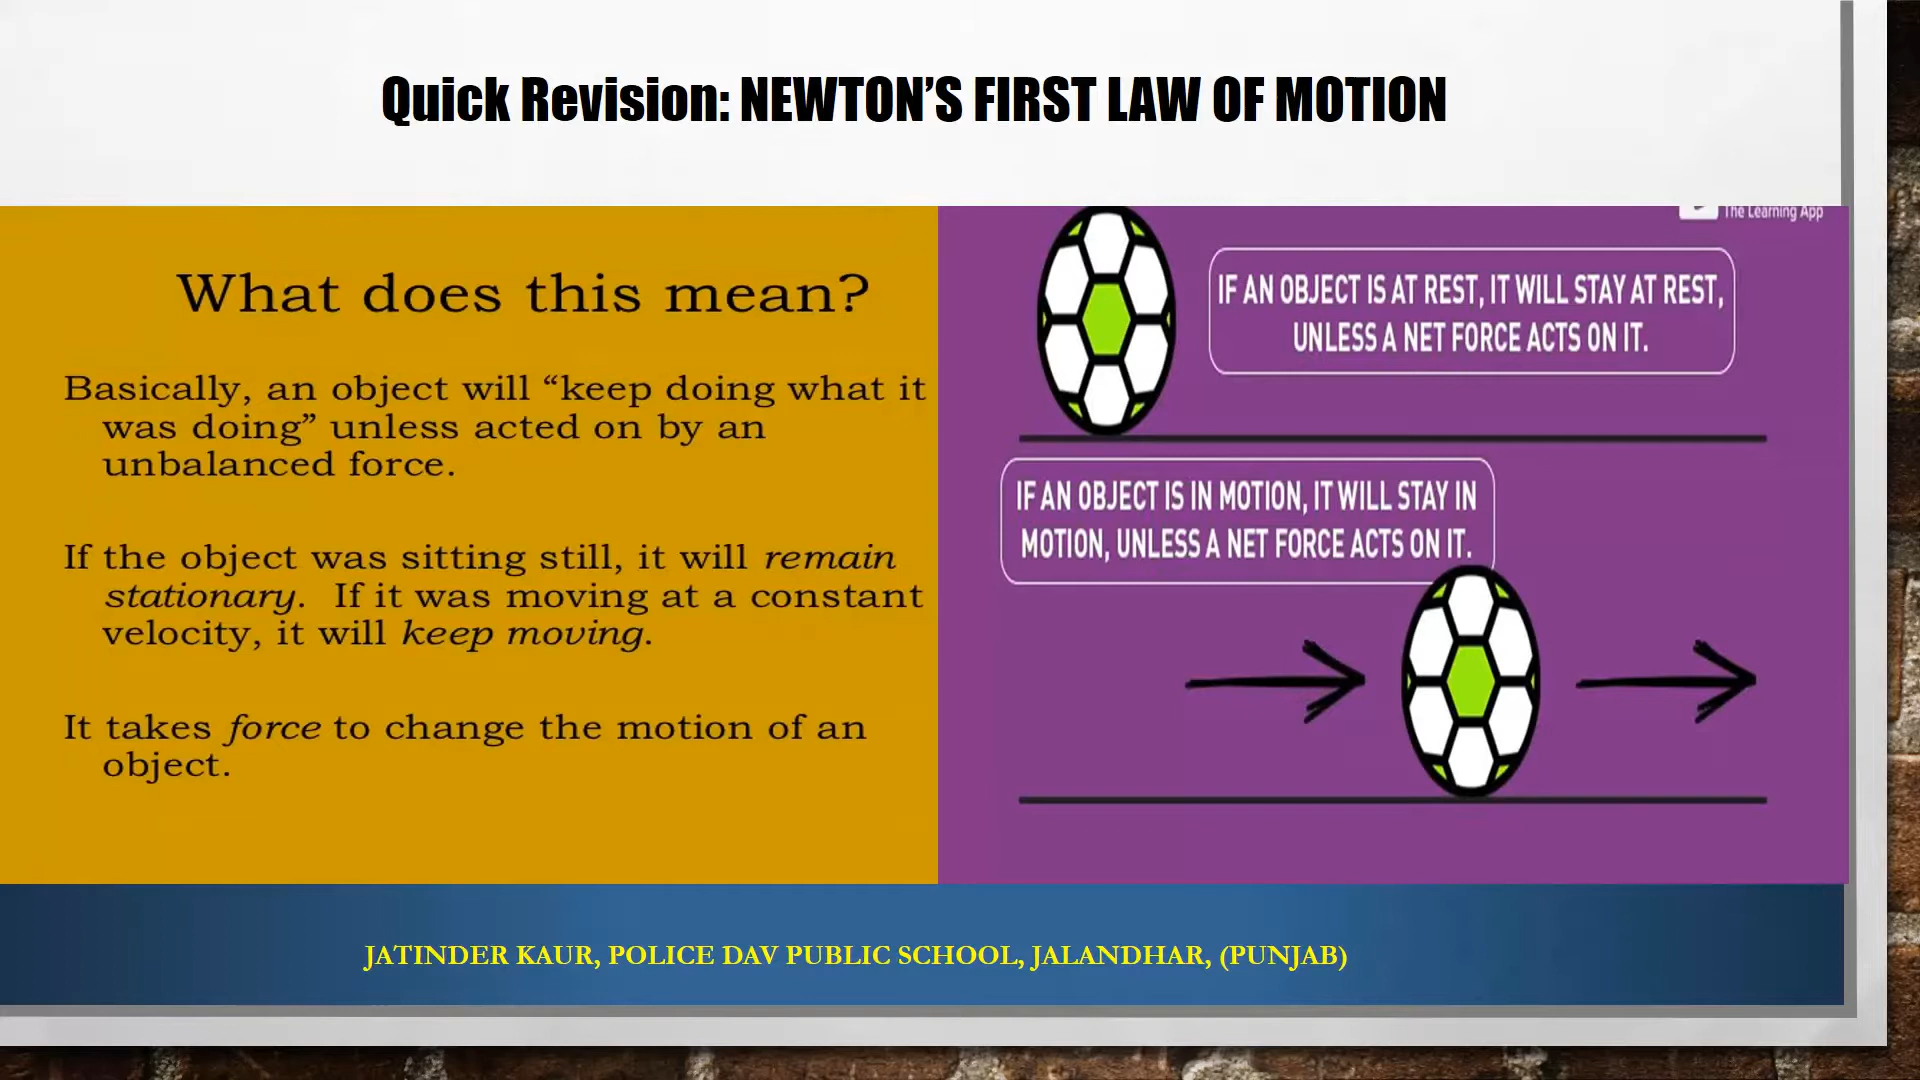 Quick Revision: NEWTON’S FIRST LAW OF MOTION
What does this mean?
Basically, an object will “keep doing what it
was doing” unless acted on by an
unbalanced force.
If the object was sitting still, it will remain
stationary. If it was moving at a constant
velocity, it will keep moving.
It takes force to change the motion of an
object.
The Learning App
IF AN OBJECT IS AT REST, IT WILL STAY AT REST,
UNLESS A NET FORCE ACTS ON IT.
IF AN OBJECT IS IN MOTION, IT WILL STAY IN
MOTION, UNLESS A NET FORCE ACTS ON IT.
JATINDER KAUR, POLICE DAV PUBLIC SCHOOL, JALANDHAR, (PUNJAB)